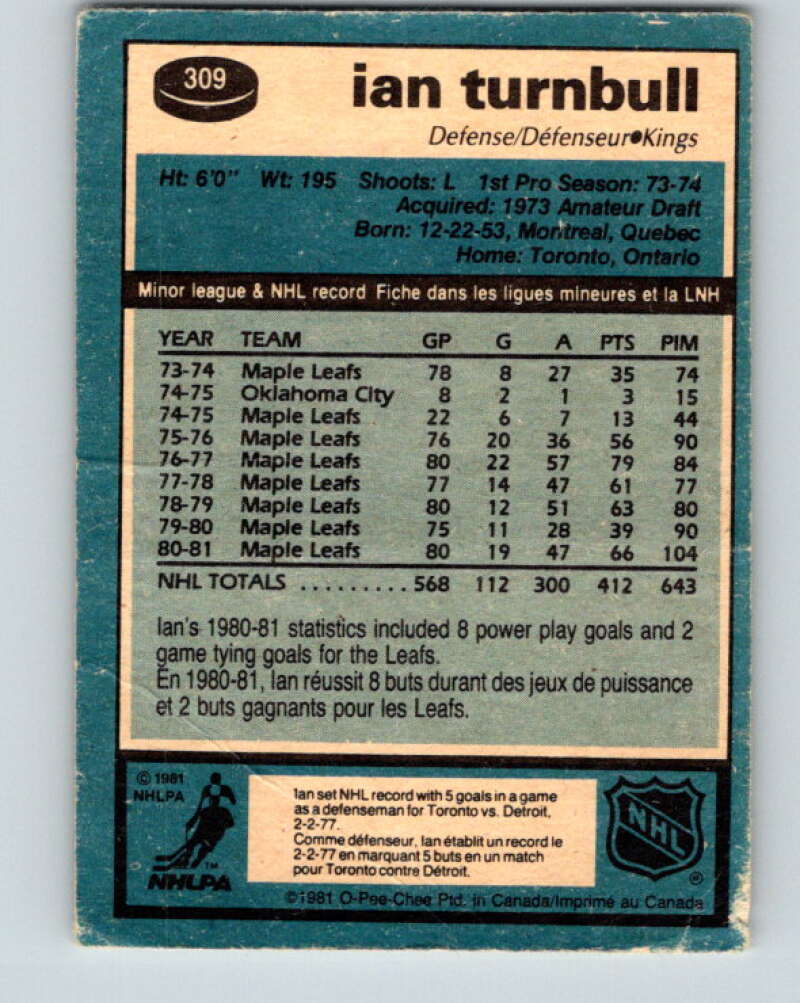 309
ian turnbull
Defense/Défenseur•Kings
Ht: 6'0" Wt: 195 Shoots: L 1st Pro Season: 73-74
Acquired: 1973 Amateur Draft
Born: 12-22-53, Montreal, Quebec
Home: Toronto, Ontario
Minor league & NHL record Fiche dans les ligues mineures et la LNH
YEAR TEAM GP G A PTS PIM
73-74 Maple Leafs 78 8 27 35 74
74-75 Oklahoma City 8 2 1 3 15
74-75 Maple Leafs 22 6 7 13 44
75-76 Maple Leafs 76 20 36 56 90
76-77 Maple Leafs 80 22 57 79 84
77-78 Maple Leafs 77 14 47 61 77
78-79 Maple Leafs 80 12 51 63 80
79-80 Maple Leafs 75 11 28 39 90
80-81 Maple Leafs 80 19 47 66 104
NHL TOTALS ......... 568 112 300 412 643
Ian's 1980-81 statistics included 8 power play goals and 2
game tying goals for the Leafs.
En 1980-81, Ian réussit 8 buts durant des jeux de puissance
et 2 buts gagnants pour les Leafs.
© 1981
NHLPA
TM
NHLPA
Ian set NHL record with 5 goals in a game
as a defenseman for Toronto vs. Detroit,
2-2-77.
Comme défenseur, Ian établit un record le
2-2-77 en marquant 5 buts en un match
pour Toronto contre Détroit.
NHL
®
©1981 O-Pee-Chee Ptd. in Canada/Imprimé au Canada